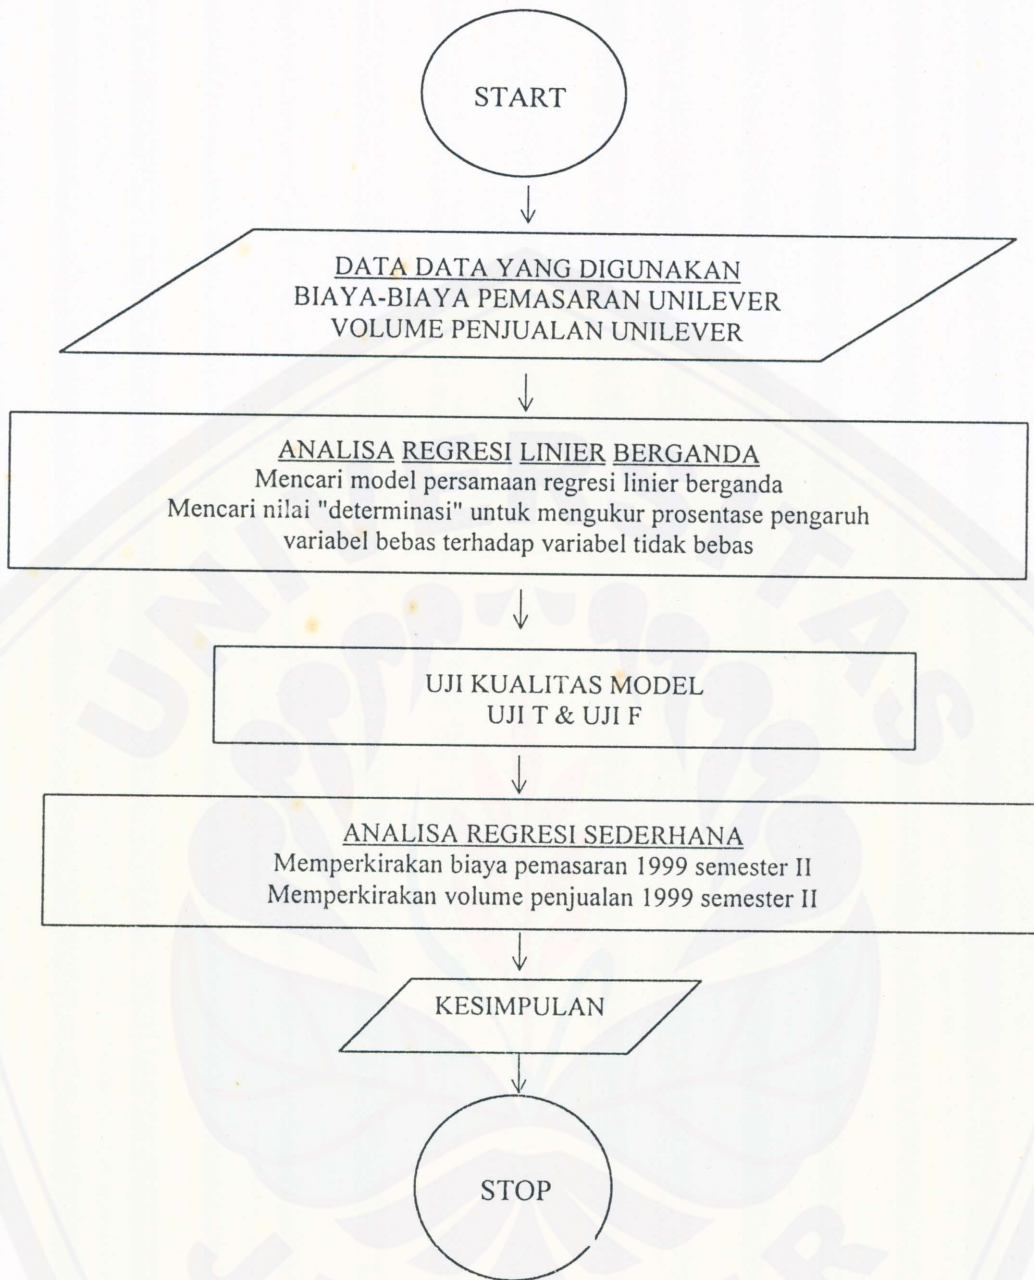 START
DATA DATA YANG DIGUNAKAN
BIAYA-BIAYA PEMASARAN UNILEVER
VOLUME PENJUALAN UNILEVER
ANALISA REGRESI LINIER BERGANDA
Mencari model persamaan regresi linier berganda
Mencari nilai "determinasi" untuk mengukur prosentase pengaruh
variabel bebas terhadap variabel tidak bebas
UJI KUALITAS MODEL
UJI T & UJI F
ANALISA REGRESI SEDERHANA
Memperkirakan biaya pemasaran 1999 semester II
Memperkirakan volume penjualan 1999 semester II
KESIMPULAN
STOP
UNIVERSITAS